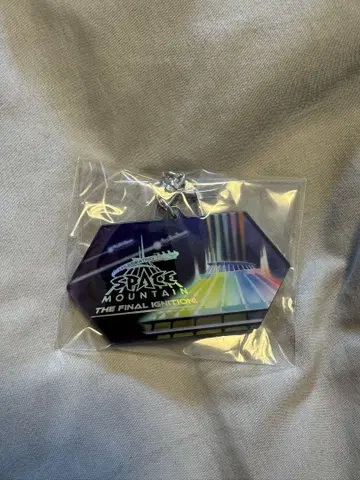 SPACE
MOUNTAIN
THE FINAL IGNITION!